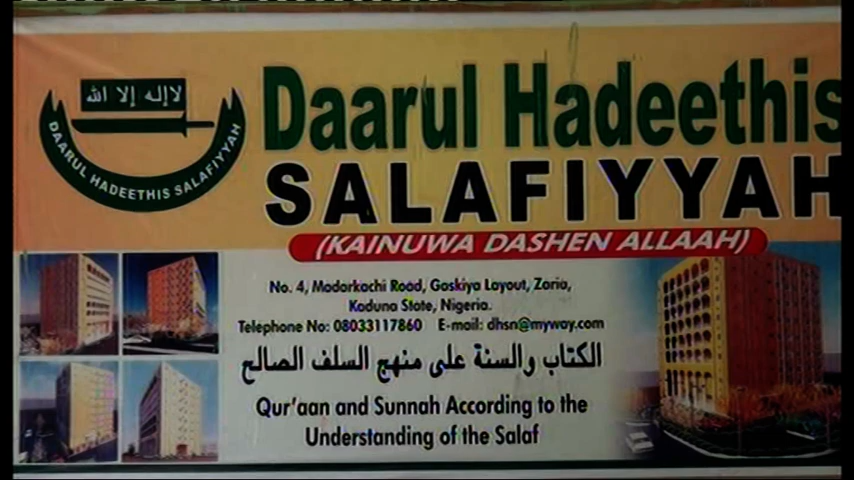 لا إله إلا الله
DAARUL HADEETHIS SALAFIYYAH
Daarul Hadeethis
SALAFIYYAH
(KAINUWA DASHEN ALLAAH)
No. 4, Madarkachi Road, Gaskiya Layout, Zaria,
Kaduna State, Nigeria.
Telephone No: 08033117860 E-mail: dhsn@myway.com
الكتاب والسنة على منهج السلف الصالح
Qur'aan and Sunnah According to the
Understanding of the Salaf